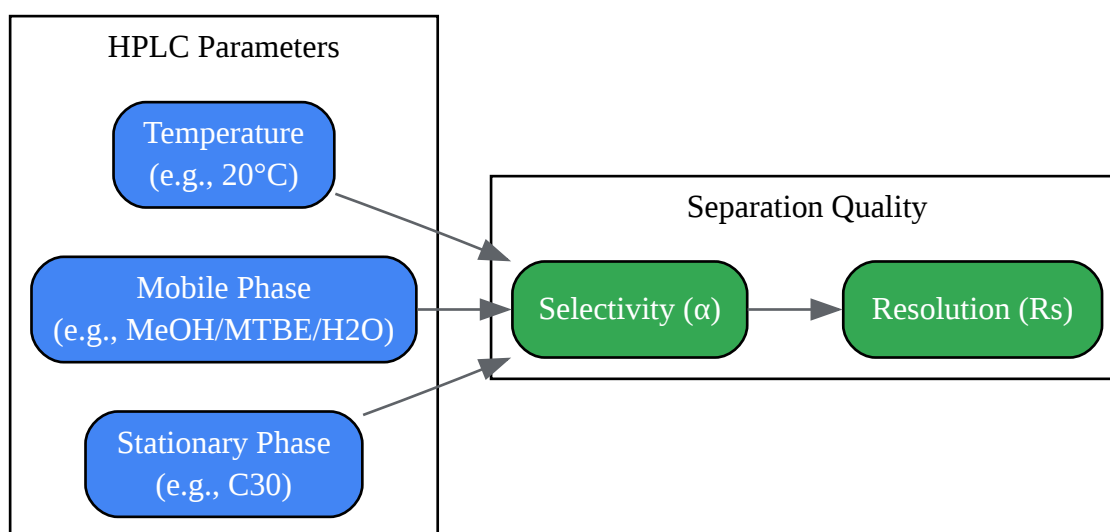 HPLC Parameters
Temperature
(e.g., 20°C)
Mobile Phase
(e.g., MeOH/MTBE/H2O)
Stationary Phase
(e.g., C30)
Separation Quality
Selectivity (α)
Resolution (Rs)